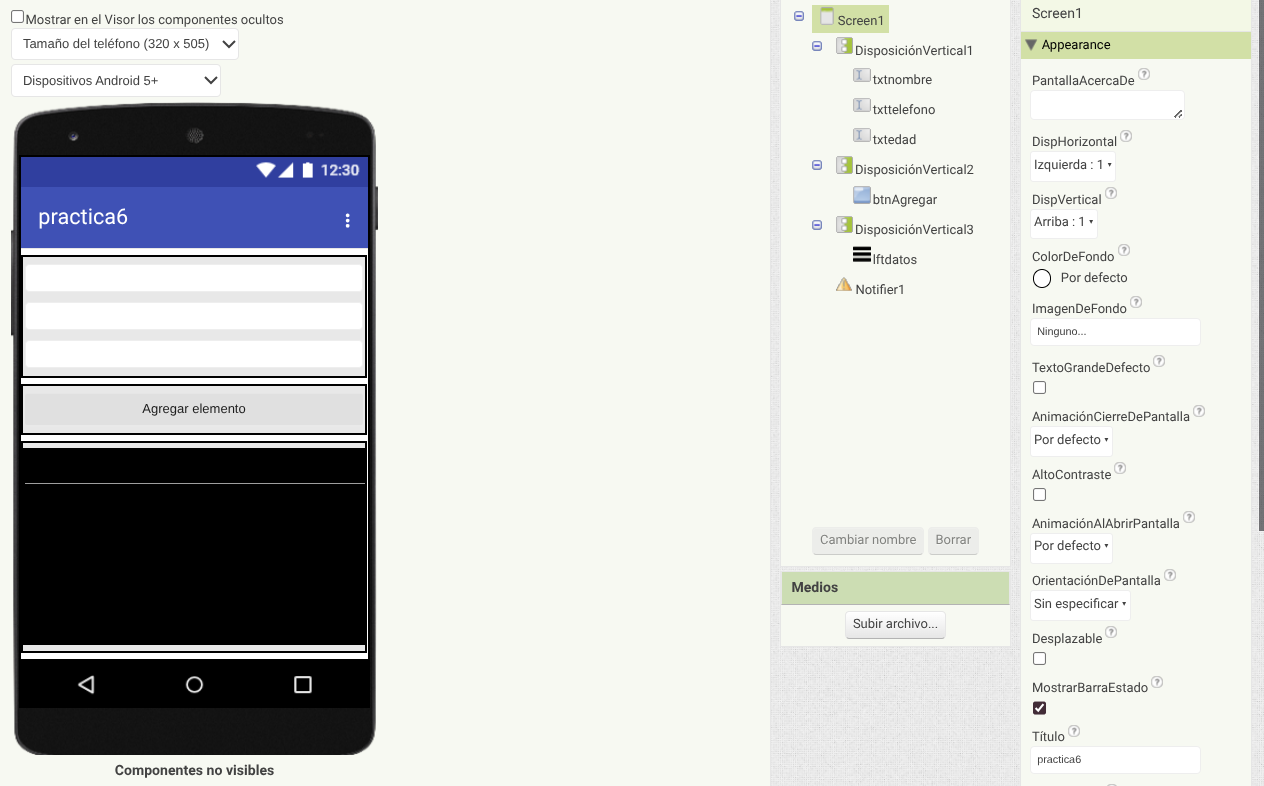 Mostrar en el Visor los componentes ocultos
Tamaño del teléfono (320 x 505)
Dispositivos Android 5+
12:30
practica6
Agregar elemento
Componentes no visibles
Screen1
DisposiciónVertical1
txtnombre
txttelefono
txtedad
DisposiciónVertical2
btnAgregar
DisposiciónVertical3
lftdatos
Notifier1
Cambiar nombre
Borrar
Medios
Subir archivo...
Screen1
Appearance
PantallaAcercaDe ?
DispHorizontal ?
Izquierda : 1
DispVertical ?
Arriba : 1
ColorDeFondo ?
Por defecto
ImagenDeFondo ?
Ninguno...
TextoGrandeDefecto ?
AnimaciónCierreDePantalla ?
Por defecto
AltoContraste ?
AnimaciónAlAbrirPantalla ?
Por defecto
OrientaciónDePantalla ?
Sin especificar
Desplazable ?
MostrarBarraEstado ?
Título ?
practica6